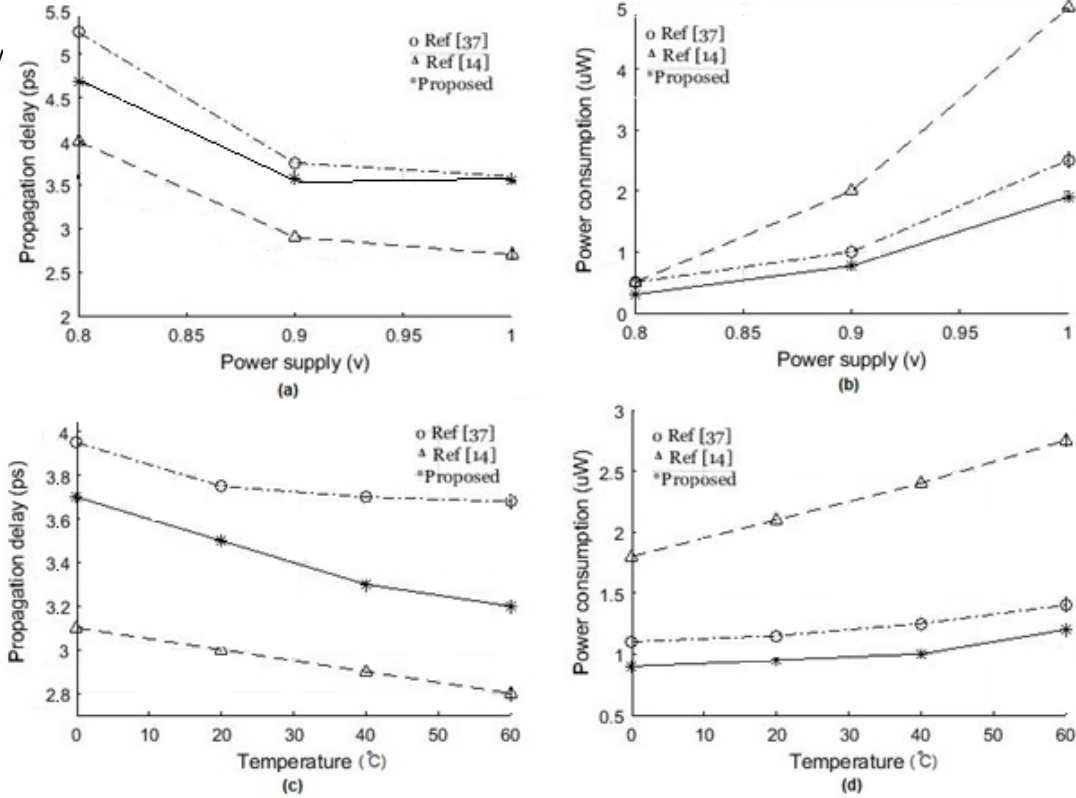 5.5
5
4.5
4
3.5
3
2.5
2
Propagation delay (ps)
o Ref [37]
Δ Ref [14]
*Proposed
0.8 0.85 0.9 0.95 1
Power supply (v)
(a)
5
4
3
2
1
0
Power consumption (uW)
o Ref [37]
Δ Ref [14]
*Proposed
0.8 0.85 0.9 0.95 1
Power supply (v)
(b)
4
3.8
3.6
3.4
3.2
3
2.8
Propagation delay (ps)
o Ref [37]
Δ Ref [14]
*Proposed
0 10 20 30 40 50 60
Temperature (°C)
(c)
3
2.5
2
1.5
1
0.5
Power consumption (uW)
o Ref [37]
Δ Ref [14]
*Proposed
0 10 20 30 40 50 60
Temperature (°C)
(d)